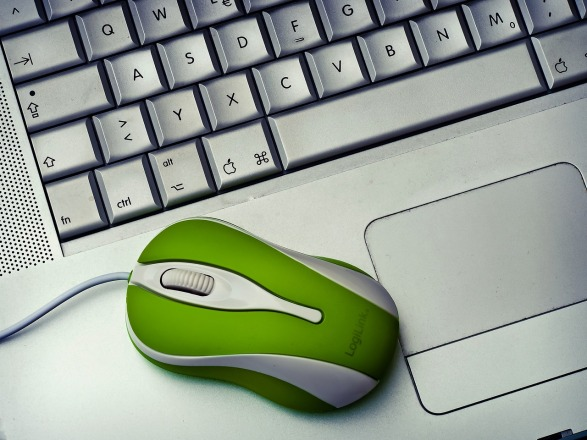 Q W E €
A S D F G
> < Y X C V B N M
fn ctrl alt ⌥ ⌘
LogiLink